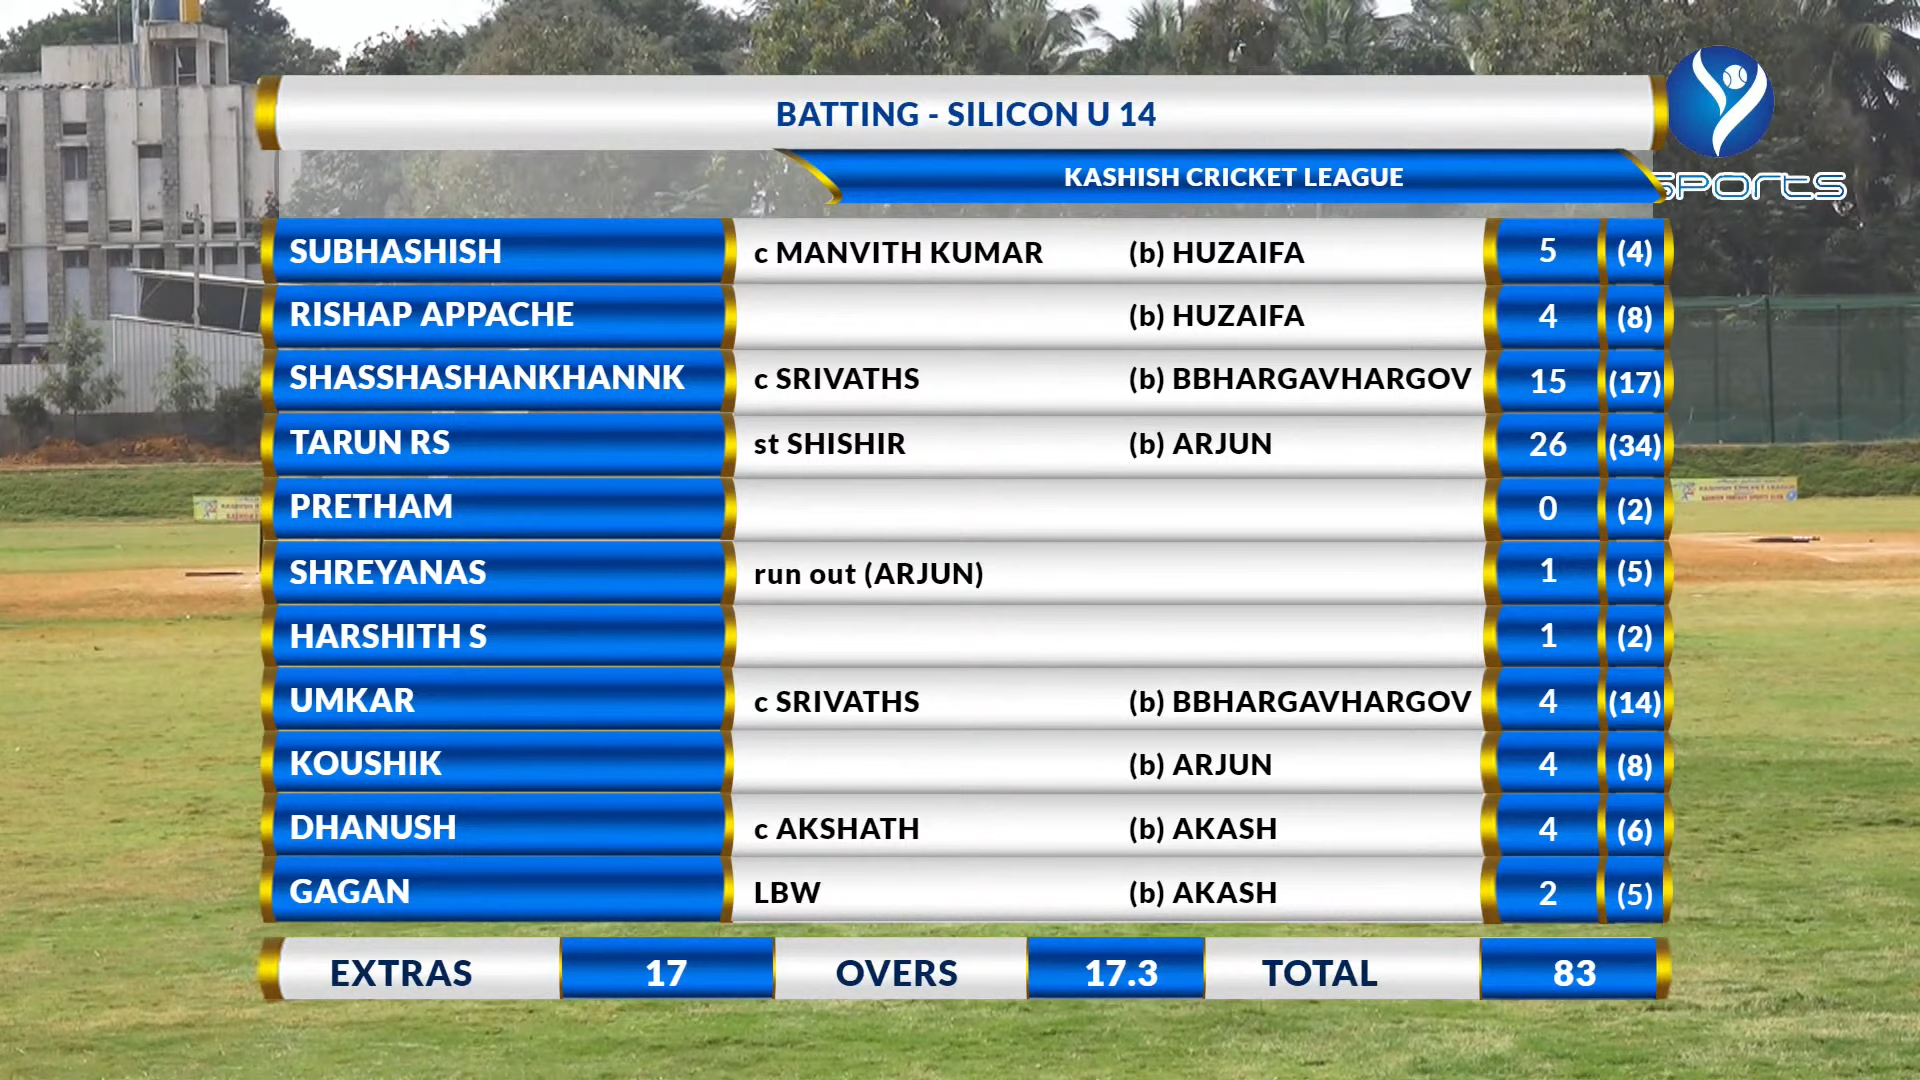 BATTING - SILICON U 14
KASHISH CRICKET LEAGUE
SPORTS
SUBHASHISH c MANVITH KUMAR (b) HUZAIFA 5 (4)
RISHAP APPACHE (b) HUZAIFA 4 (8)
SHASSHASHANKHANNK c SRIVATHS (b) BBHARGAVHARGOV 15 (17)
TARUN RS st SHISHIR (b) ARJUN 26 (34)
PRETHAM 0 (2)
SHREYANAS run out (ARJUN) 1 (5)
HARSHITH S 1 (2)
UMKAR c SRIVATHS (b) BBHARGAVHARGOV 4 (14)
KOUSHIK (b) ARJUN 4 (8)
DHANUSH c AKSHATH (b) AKASH 4 (6)
GAGAN LBW (b) AKASH 2 (5)
EXTRAS 17 OVERS 17.3 TOTAL 83